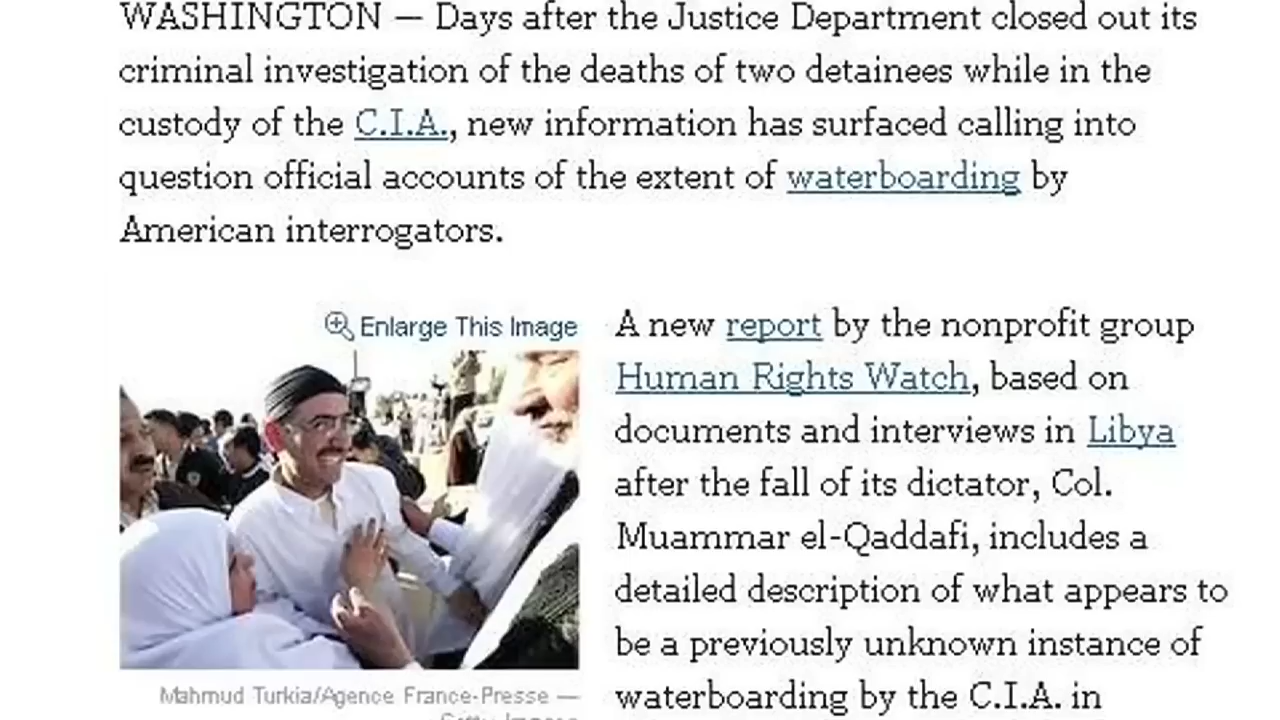 WASHINGTON — Days after the Justice Department closed out its
criminal investigation of the deaths of two detainees while in the
custody of the C.I.A., new information has surfaced calling into
question official accounts of the extent of waterboarding by
American interrogators.
Enlarge This Image
Mahmud Turkia/Agence France-Presse —
A new report by the nonprofit group
Human Rights Watch, based on
documents and interviews in Libya
after the fall of its dictator, Col.
Muammar el-Qaddafi, includes a
detailed description of what appears to
be a previously unknown instance of
waterboarding by the C.I.A. in